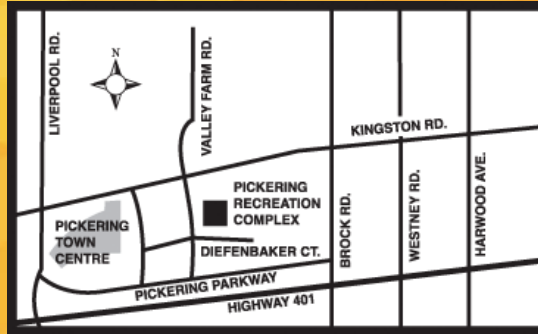 LIVERPOOL RD.
N
VALLEY FARM RD.
KINGSTON RD.
PICKERING
RECREATION
COMPLEX
PICKERING
TOWN
CENTRE
DIEFENBAKER CT.
BROCK RD.
WESTNEY RD.
HARWOOD AVE.
PICKERING PARKWAY
HIGHWAY 401